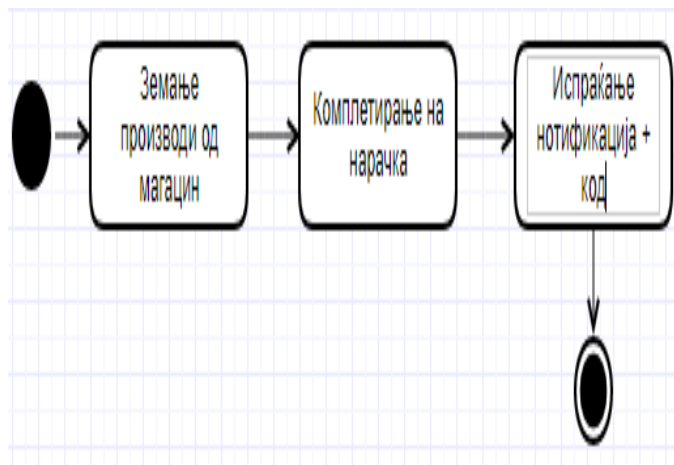 Земање
производи од
магацин
Комплетирање на
нарачка
Испраќање
нотификација +
код